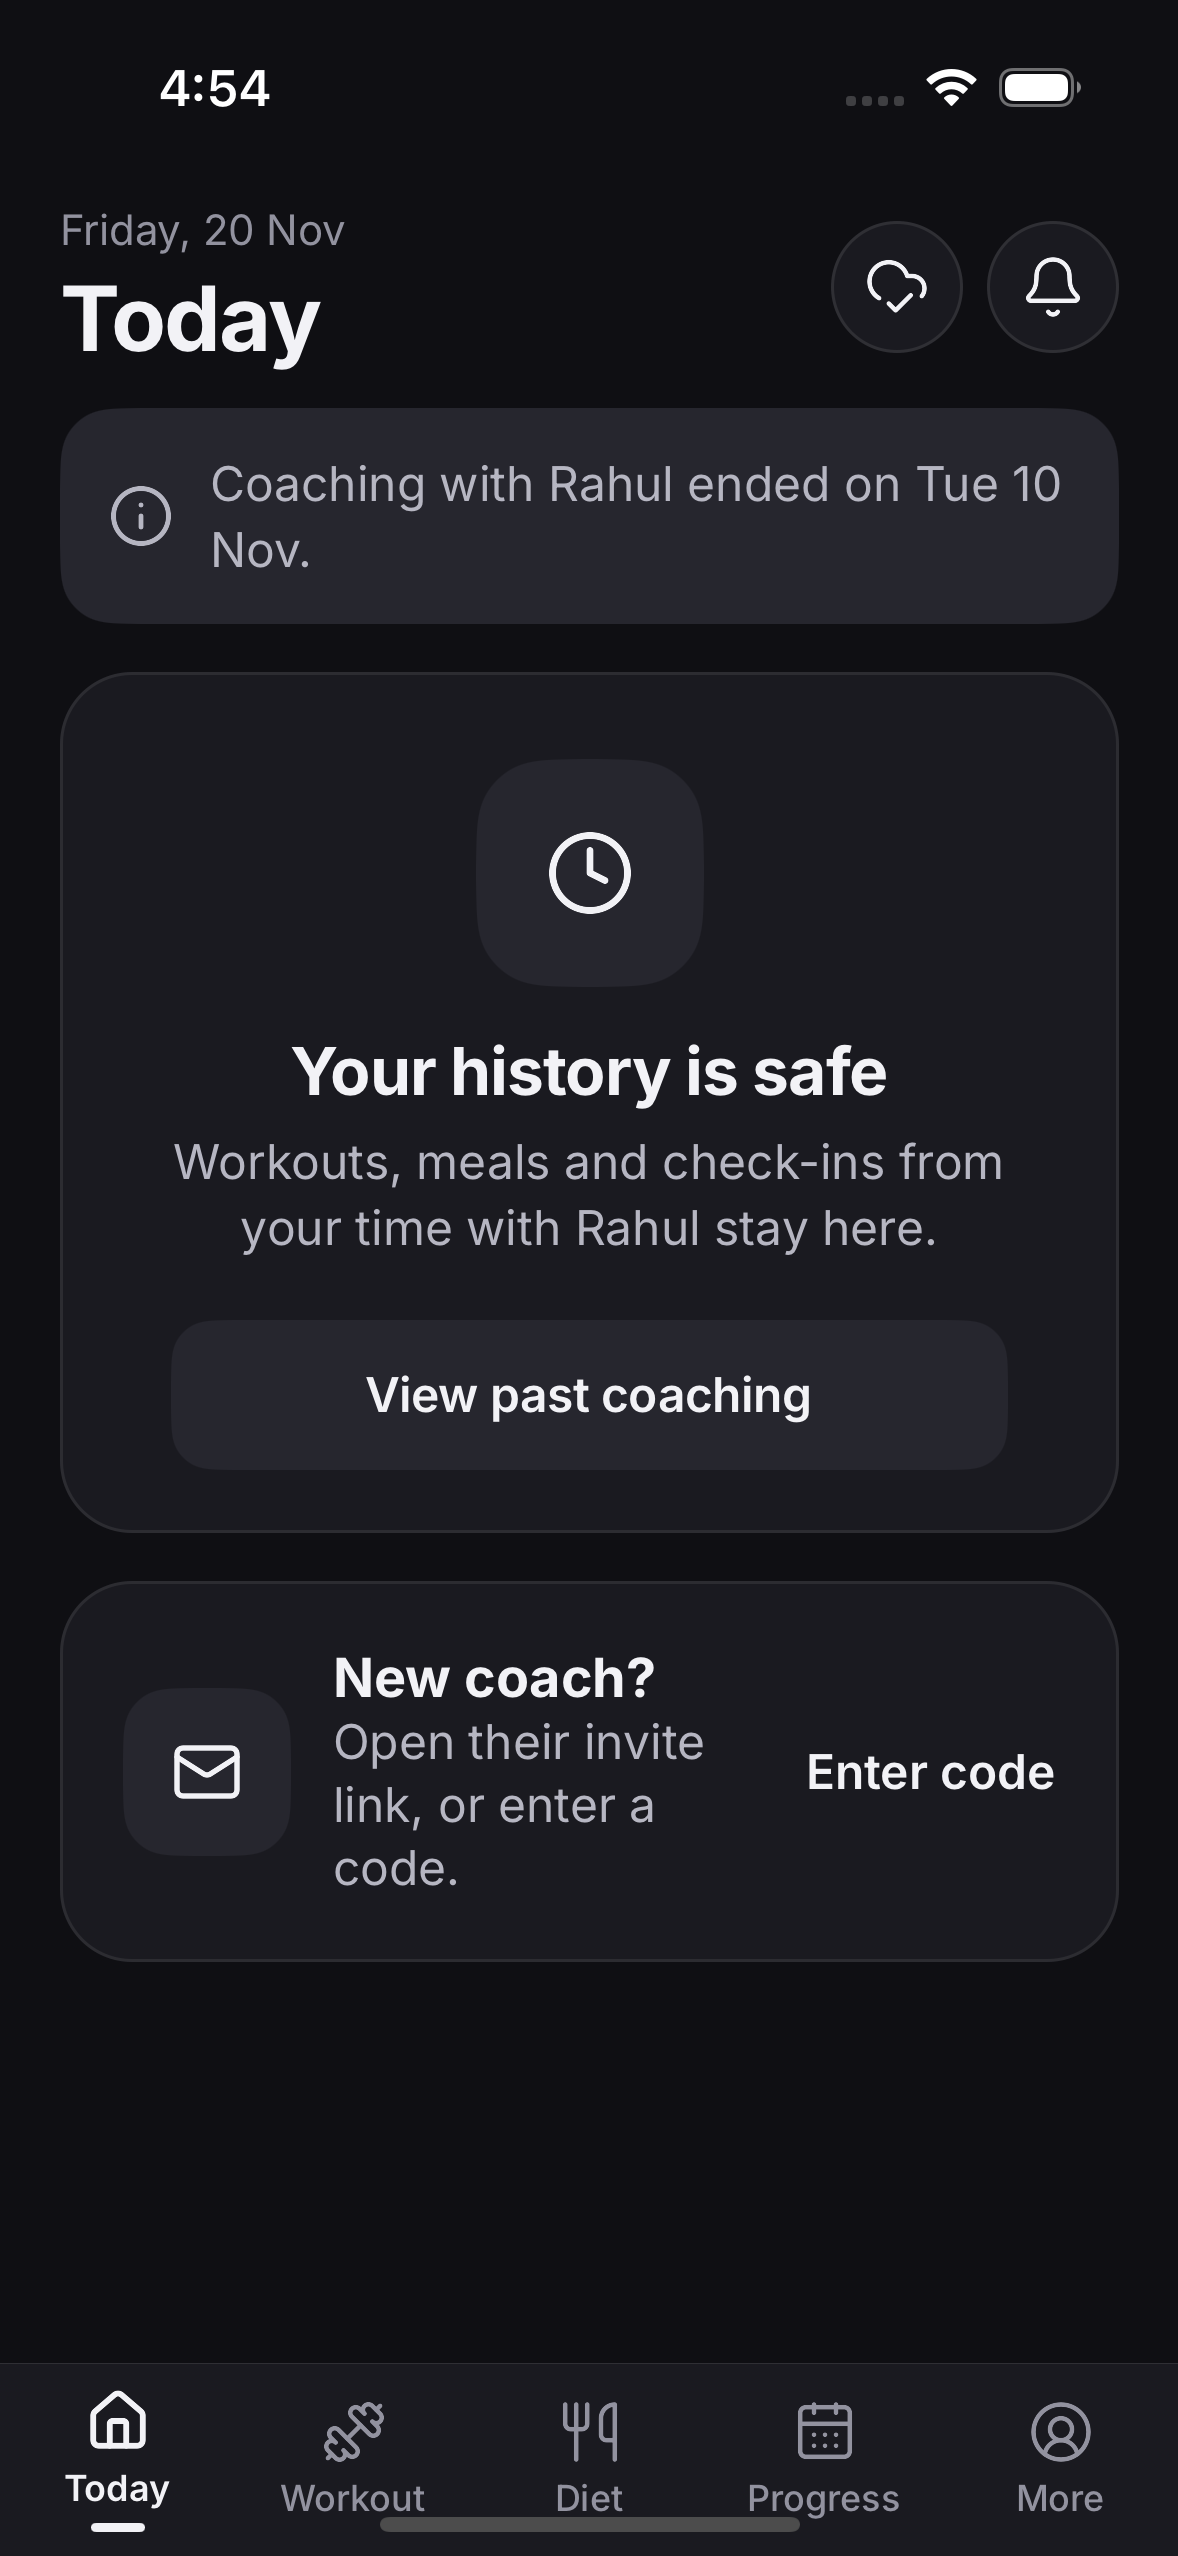 4:54
Friday, 20 Nov
Today
Coaching with Rahul ended on Tue 10
Nov.
Your history is safe
Workouts, meals and check-ins from
your time with Rahul stay here.
View past coaching
New coach?
Open their invite
link, or enter a
code.
Enter code
Today
Workout
Diet
Progress
More